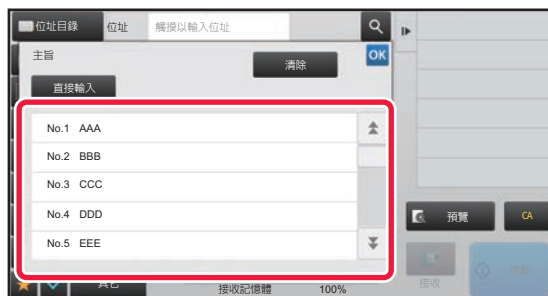 位址目錄 位址 觸摸以輸入位址
主旨 清除 OK
直接輸入
No.1 AAA
No.2 BBB
No.3 CCC
No.4 DDD
No.5 EEE
預覽 CA
其它 接收記憶體 100% 接收